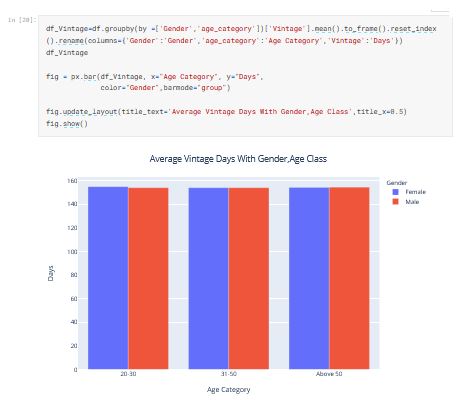 In [28]:
df_Vintage=df.groupby(by =['Gender','age_category'])['Vintage'].mean().to_frame().reset_index
().rename(columns={'Gender':'Gender','age_category':'Age Category','Vintage':'Days'})
df_Vintage
fig = px.bar(df_Vintage, x="Age Category", y="Days",
color="Gender",barmode="group")
fig.update_layout(title_text='Average Vintage Days With Gender,Age Class',title_x=0.5)
fig.show()
Average Vintage Days With Gender,Age Class
Gender
Female
Male
160
140
120
100
80
60
40
20
0
Days
20-30 31-50 Above 50
Age Category